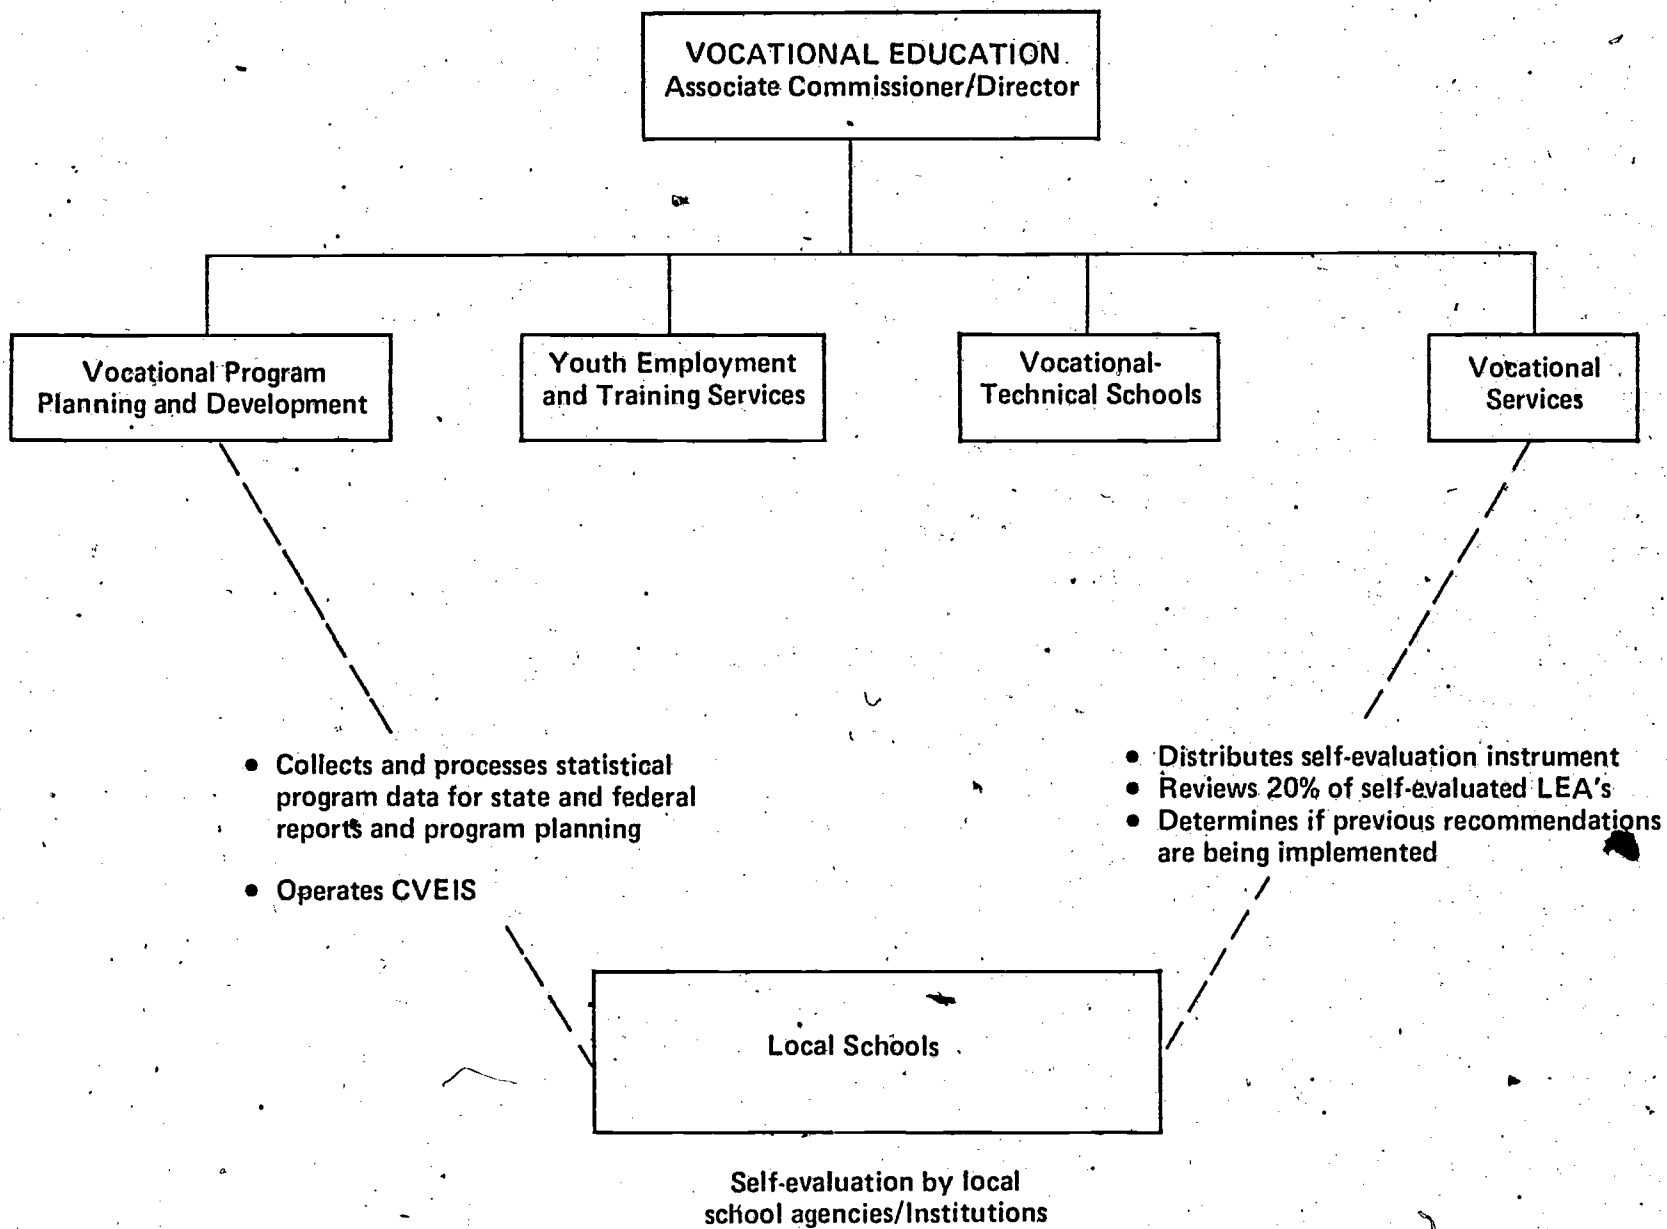 VOCATIONAL EDUCATION
Associate Commissioner/Director
Vocational Program
Planning and Development
Youth Employment
and Training Services
Vocational-
Technical Schools
Vocational
Services
• Collects and processes statistical
program data for state and federal
reports and program planning
• Operates CVEIS
• Distributes self-evaluation instrument
• Reviews 20% of self-evaluated LEA's
• Determines if previous recommendations
are being implemented
Local Schools
Self-evaluation by local
school agencies/Institutions